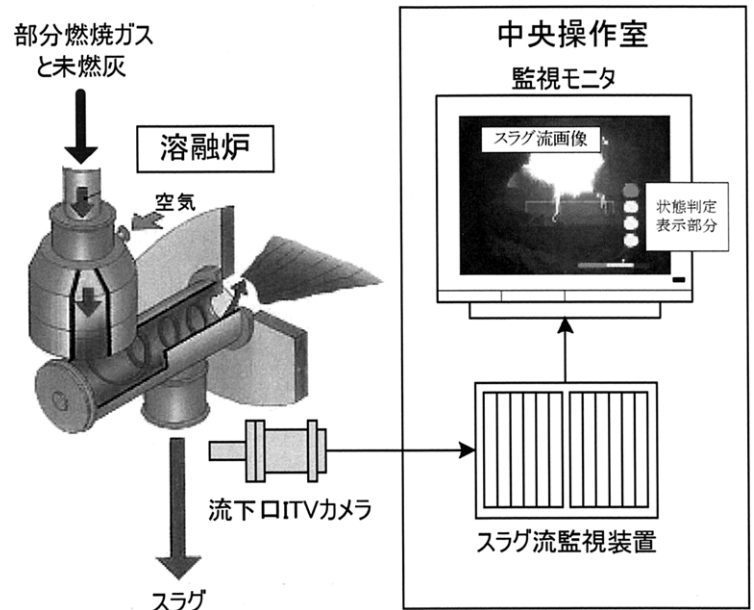 部分燃焼ガス
と未燃灰
溶融炉
空気
流下口ITVカメラ
スラグ
中央操作室
監視モニタ
スラグ流画像
状態判定
表示部分
スラグ流監視装置